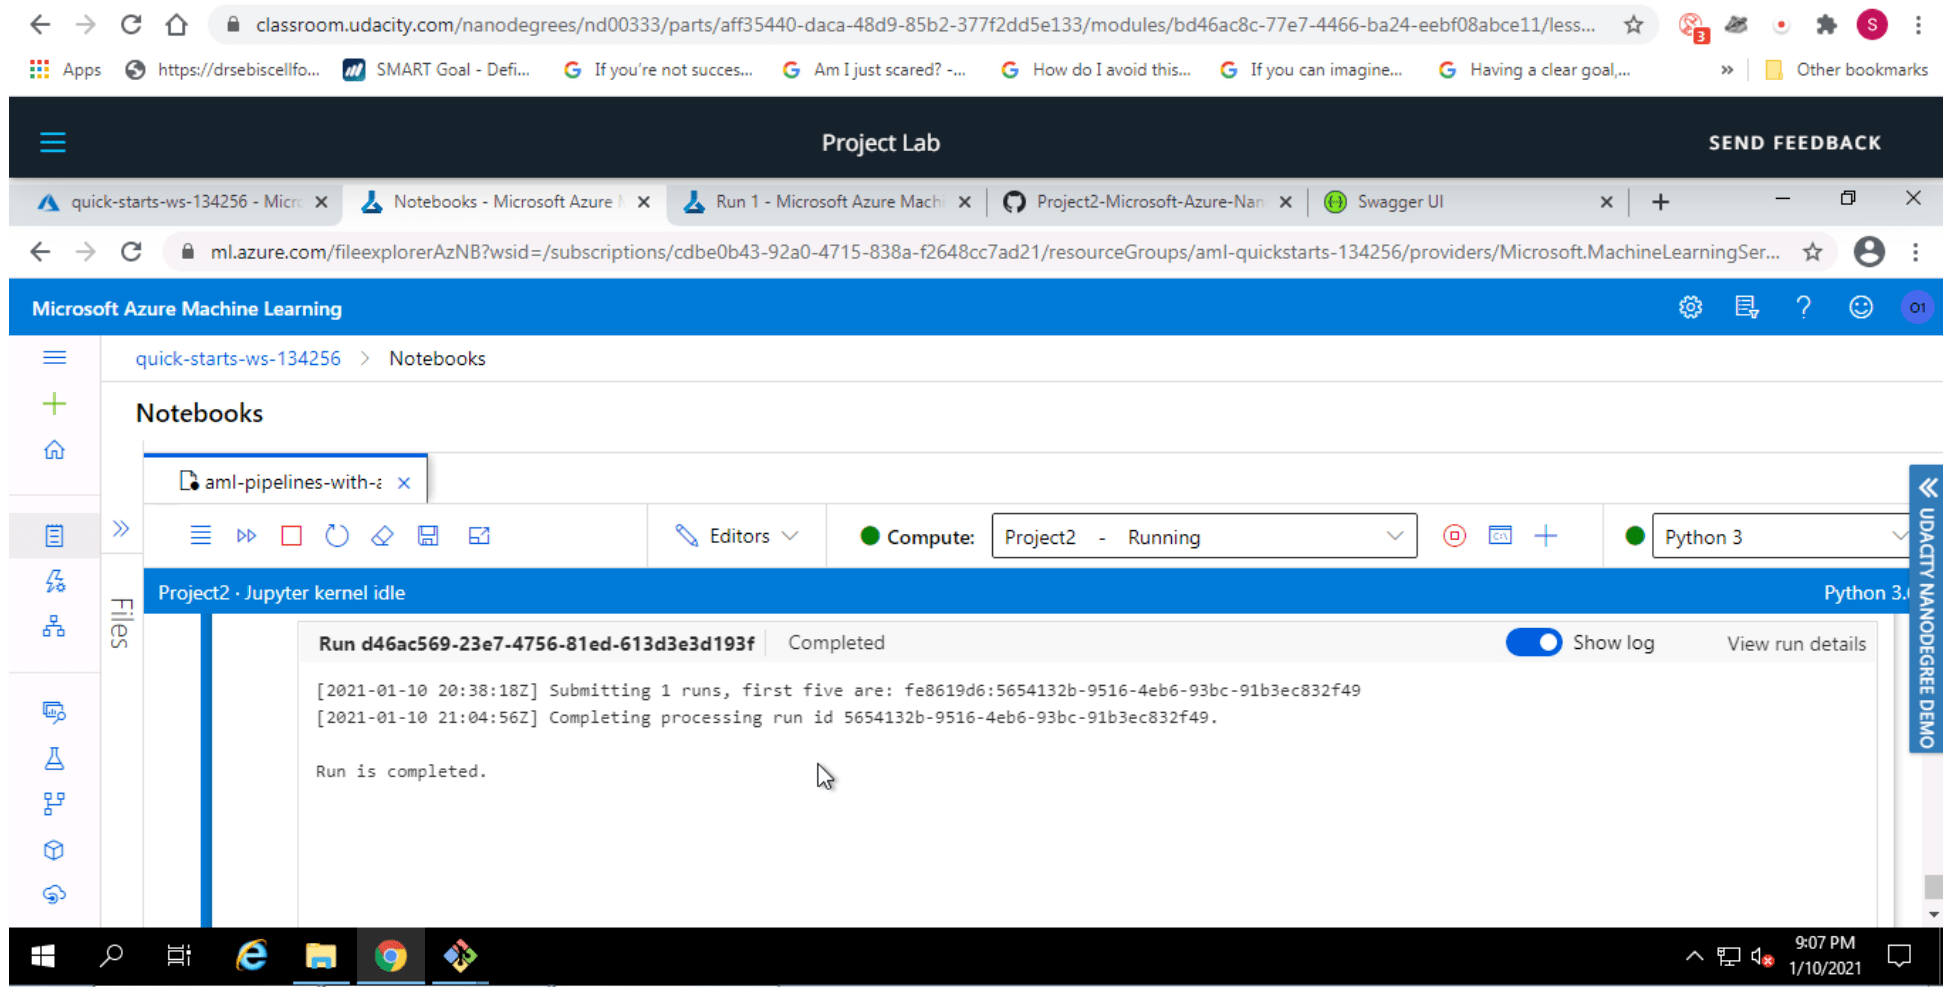 classroom.udacity.com/nanodegrees/nd00333/parts/aff35440-daca-48d9-85b2-377f2dd5e133/modules/bd46ac8c-77e7-4466-ba24-eebf08abce11/less...
3
S
Apps https://drsebiscellfo... SMART Goal - Defi... If you're not succes... Am I just scared? -... How do I avoid this... If you can imagine... Having a clear goal,... » Other bookmarks
Project Lab
SEND FEEDBACK
quick-starts-ws-134256 - Micro Notebooks - Microsoft Azure M Run 1 - Microsoft Azure Machi Project2-Microsoft-Azure-Nan Swagger UI
ml.azure.com/fileexplorerAzNB?wsid=/subscriptions/cdbe0b43-92a0-4715-838a-f2648cc7ad21/resourceGroups/aml-quickstarts-134256/providers/Microsoft.MachineLearningSer...
Microsoft Azure Machine Learning
O1
quick-starts-ws-134256 > Notebooks
Notebooks
aml-pipelines-with-a
Editors
Compute: Project2 - Running
Python 3
Project2 · Jupyter kernel idle
Python 3.
Files
Run d46ac569-23e7-4756-81ed-613d3e3d193f Completed
Show log View run details
[2021-01-10 20:38:18Z] Submitting 1 runs, first five are: fe8619d6:5654132b-9516-4eb6-93bc-91b3ec832f49
[2021-01-10 21:04:56Z] Completing processing run id 5654132b-9516-4eb6-93bc-91b3ec832f49.
Run is completed.
UDACITY NANODEGREE DEMO
9:07 PM
1/10/2021